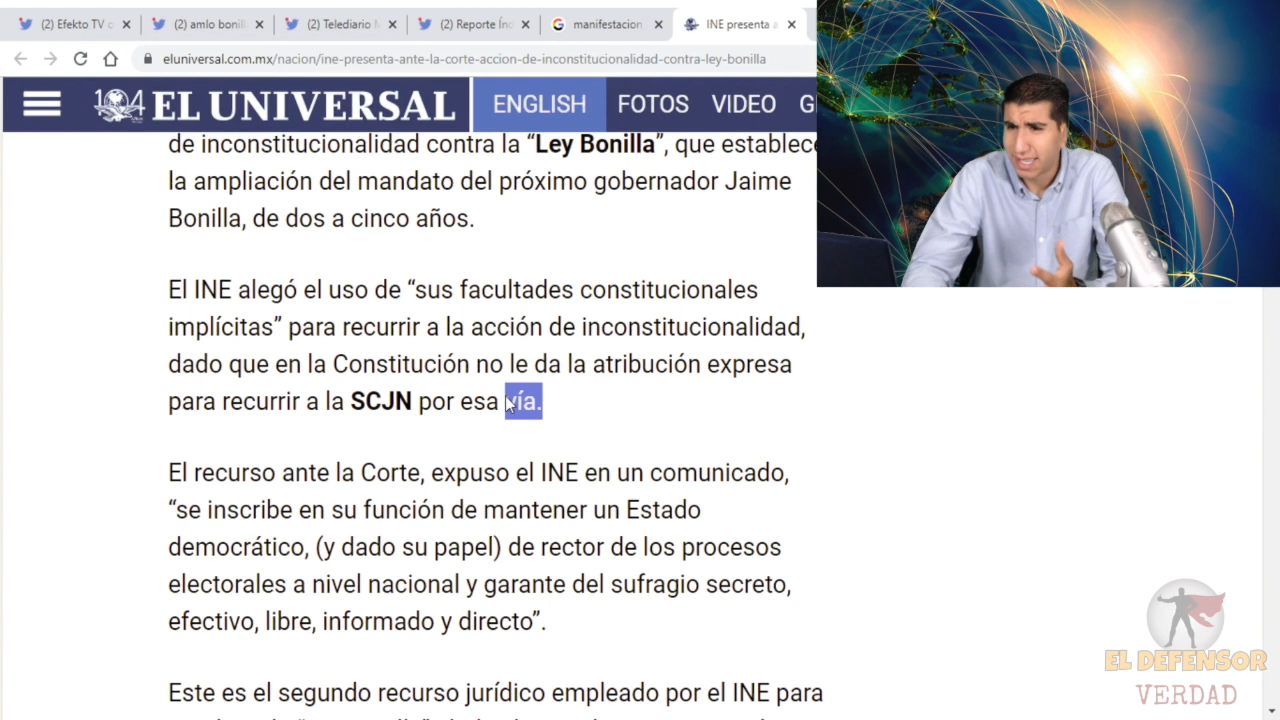 (2) Efekto TV
(2) amlo bonil
(2) Telediario
(2) Reporte Índ
manifestacion
INE presenta a
eluniversal.com.mx/nacion/ine-presenta-ante-la-corte-accion-de-inconstitucionalidad-contra-ley-bonilla
104 EL UNIVERSAL
ENGLISH FOTOS VIDEO G
de inconstitucionalidad contra la “Ley Bonilla”, que establece
la ampliación del mandato del próximo gobernador Jaime
Bonilla, de dos a cinco años.
El INE alegó el uso de “sus facultades constitucionales
implícitas” para recurrir a la acción de inconstitucionalidad,
dado que en la Constitución no le da la atribución expresa
para recurrir a la SCJN por esa vía.
El recurso ante la Corte, expuso el INE en un comunicado,
“se inscribe en su función de mantener un Estado
democrático, (y dado su papel) de rector de los procesos
electorales a nivel nacional y garante del sufragio secreto,
efectivo, libre, informado y directo”.
Este es el segundo recurso jurídico empleado por el INE para
EL DEFENSOR
VERDAD